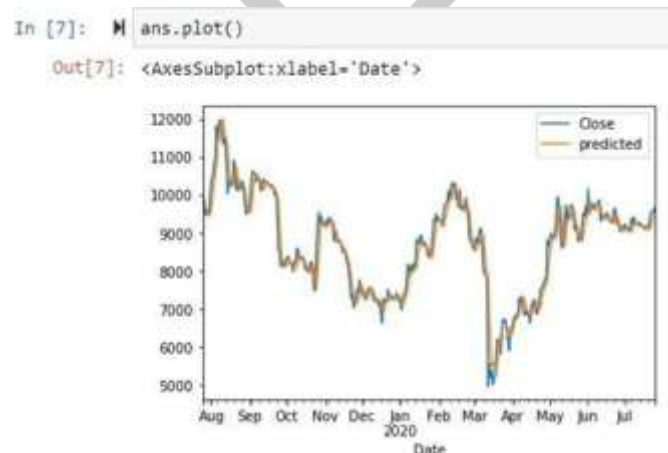 In [7]: ans.plot()
Out[7]: <AxesSubplot:xlabel='Date'>
Close
predicted
12000
11000
10000
9000
8000
7000
6000
5000
Aug Sep Oct Nov Dec Jan Feb Mar Apr May Jun Jul
2020
Date